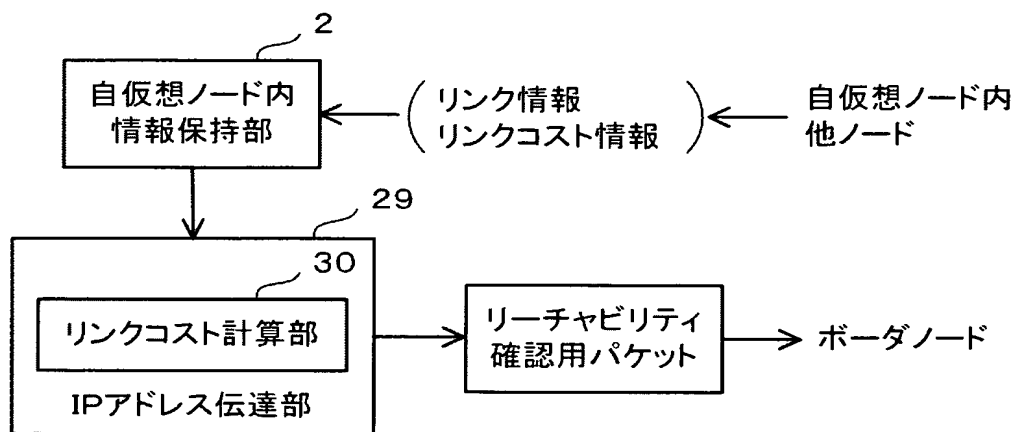 2
自仮想ノード内
情報保持部
リンク情報
リンクコスト情報
自仮想ノード内
他ノード
29
30
リンクコスト計算部
IPアドレス伝達部
リーチャビリティ
確認用パケット
ボーダノード